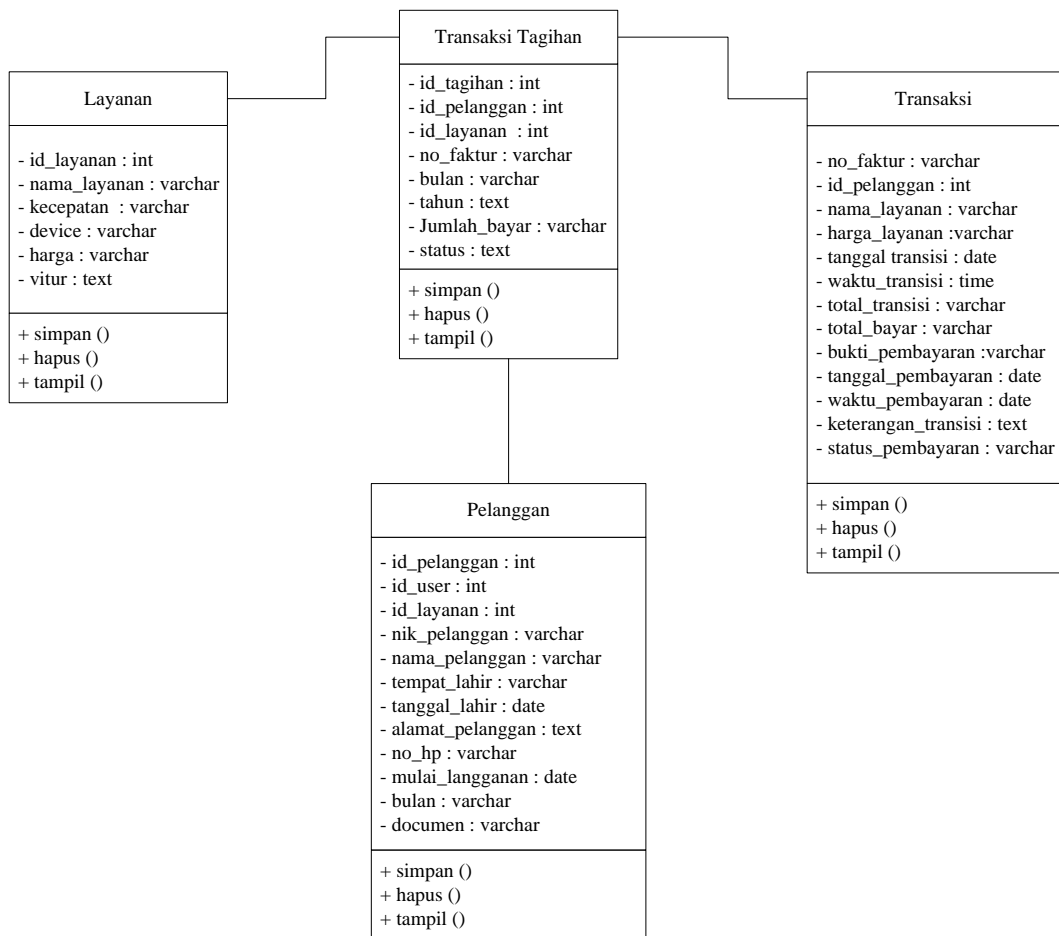 Transaksi Tagihan
- id_tagihan : int
- id_pelanggan : int
- id_layanan  : int
- no_faktur : varchar
- bulan : varchar
- tahun : text
- Jumlah_bayar : varchar
- status : text
+ simpan ()
+ hapus ()
+ tampil ()
Layanan
- id_layanan : int
- nama_layanan : varchar
- kecepatan  : varchar
- device : varchar
- harga : varchar
- vitur : text
+ simpan ()
+ hapus ()
+ tampil ()
Transaksi
- no_faktur : varchar
- id_pelanggan : int
- nama_layanan : varchar
- harga_layanan :varchar
- tanggal transisi : date
- waktu_transisi : time
- total_transisi : varchar
- total_bayar : varchar
- bukti_pembayaran :varchar
- tanggal_pembayaran : date
- waktu_pembayaran : date
- keterangan_transisi : text
- status_pembayaran : varchar
+ simpan ()
+ hapus ()
+ tampil ()
Pelanggan
- id_pelanggan : int
- id_user : int
- id_layanan : int
- nik_pelanggan : varchar
- nama_pelanggan : varchar
- tempat_lahir : varchar
- tanggal_lahir : date
- alamat_pelanggan : text
- no_hp : varchar
- mulai_langganan : date
- bulan : varchar
- documen : varchar
+ simpan ()
+ hapus ()
+ tampil ()